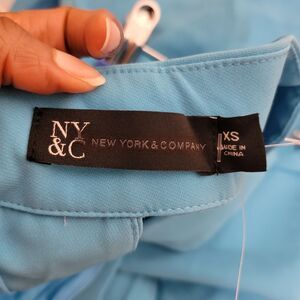 NY
&C NEW YORK & COMPANY
XS
MADE IN
CHINA